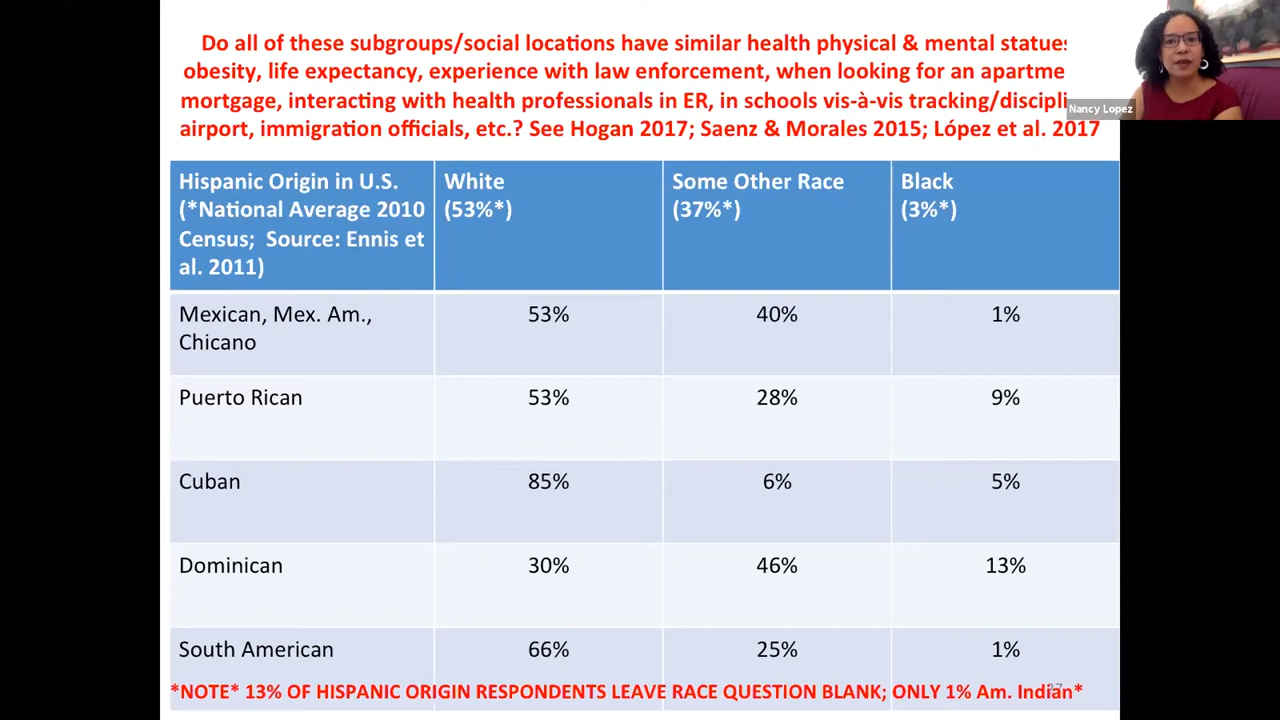 Do all of these subgroups/social locations have similar health physical & mental statues
obesity, life expectancy, experience with law enforcement, when looking for an apartme
mortgage, interacting with health professionals in ER, in schools vis-à-vis tracking/discipli
airport, immigration officials, etc.? See Hogan 2017; Saenz & Morales 2015; López et al. 2017
Nancy Lopez
Hispanic Origin in U.S.
(*National Average 2010
Census; Source: Ennis et
al. 2011)
White
(53%*)
Some Other Race
(37%*)
Black
(3%*)
Mexican, Mex. Am.,
Chicano
53%
40%
1%
Puerto Rican
53%
28%
9%
Cuban
85%
6%
5%
Dominican
30%
46%
13%
South American
66%
25%
1%
*NOTE* 13% OF HISPANIC ORIGIN RESPONDENTS LEAVE RACE QUESTION BLANK; ONLY 1% Am. Indian*
27